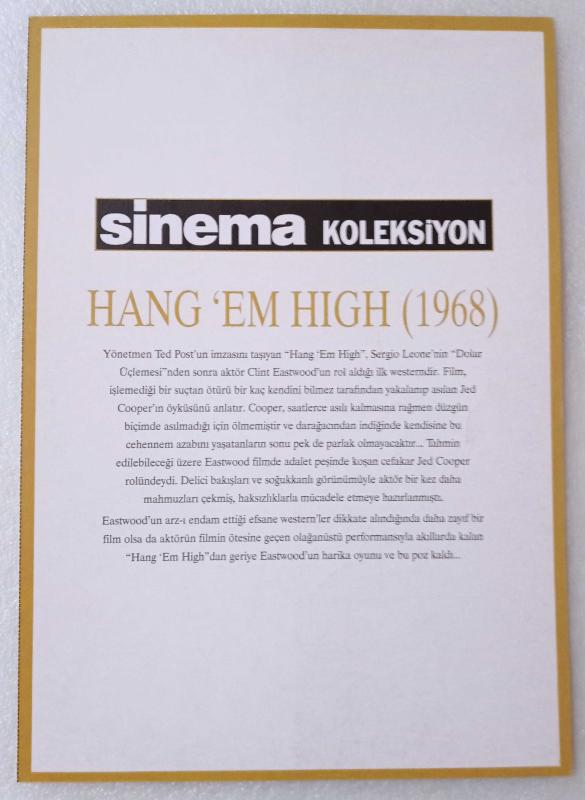 sinema KOLEKSiYON
HANG ‘EM HIGH (1968)
Yönetmen Ted Post’un imzasını taşıyan “Hang ‘Em High”, Sergio Leone’nin “Dolar
Üçlemesi”nden sonra aktör Clint Eastwood’un rol aldığı ilk westerndir. Film,
işlemediği bir suçtan ötürü bir kaç kendini bilmez tarafından yakalanıp asılan Jed
Cooper’ın öyküsünü anlatır. Cooper, saatlerce asılı kalmasına rağmen düzgün
biçimde asılmadığı için ölmemiştir ve darağacından indiğinde kendisine bu
cehennem azabını yaşatanların sonu pek de parlak olmayacaktır... Tahmin
edilebileceği üzere Eastwood filmde adalet peşinde koşan cefakar Jed Cooper
rolündeydi. Delici bakışları ve soğukkanlı görünümüyle aktör bir kez daha
mahmuzları çekmiş, haksızlıklarla mücadele etmeye hazırlanmıştı.
Eastwood’un arz-ı endam ettiği efsane western’ler dikkate alındığında daha zayıf bir
film olsa da aktörün filmin ötesine geçen olağanüstü performansıyla akıllarda kalan
“Hang ‘Em High”dan geriye Eastwood’un harika oyunu ve bu poz kaldı...